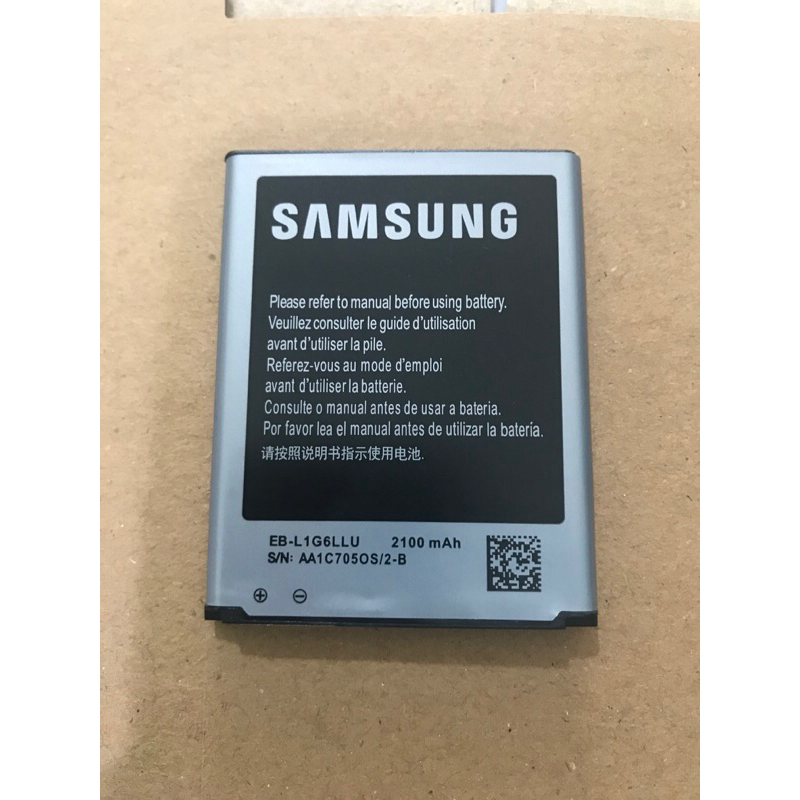 SAMSUNG
Please refer to manual before using battery.
Veuillez consulter le guide d'utilisation
avant d'utiliser la pile.
Referez-vous au mode d'emploi
avant d'utiliser la batterie.
Consulte o manual antes de usar a bateria.
Por favor lea el manual antes de utilizar la batería.
请按照说明书指示使用电池.
EB-L1G6LLU 2100 mAh
S/N: AA1C705OS/2-B
⊕ ⊖